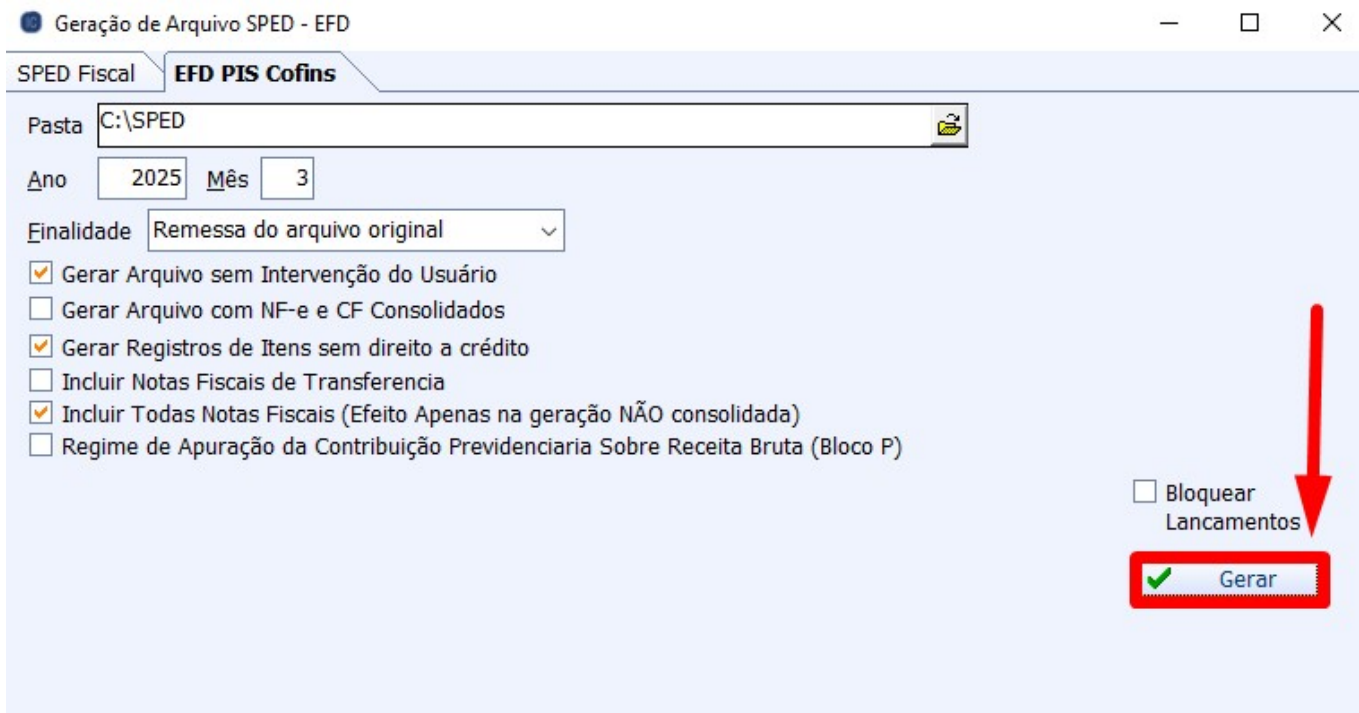 Geração de Arquivo SPED - EFD
SPED Fiscal EFD PIS Cofins
Pasta C:\SPED
Ano 2025 Mês 3
Finalidade Remessa do arquivo original
Gerar Arquivo sem Intervenção do Usuário
Gerar Arquivo com NF-e e CF Consolidados
Gerar Registros de Itens sem direito a crédito
Incluir Notas Fiscais de Transferencia
Incluir Todas Notas Fiscais (Efeito Apenas na geração NÃO consolidada)
Regime de Apuração da Contribuição Previdenciaria Sobre Receita Bruta (Bloco P)
Bloquear
Lancamentos
Gerar